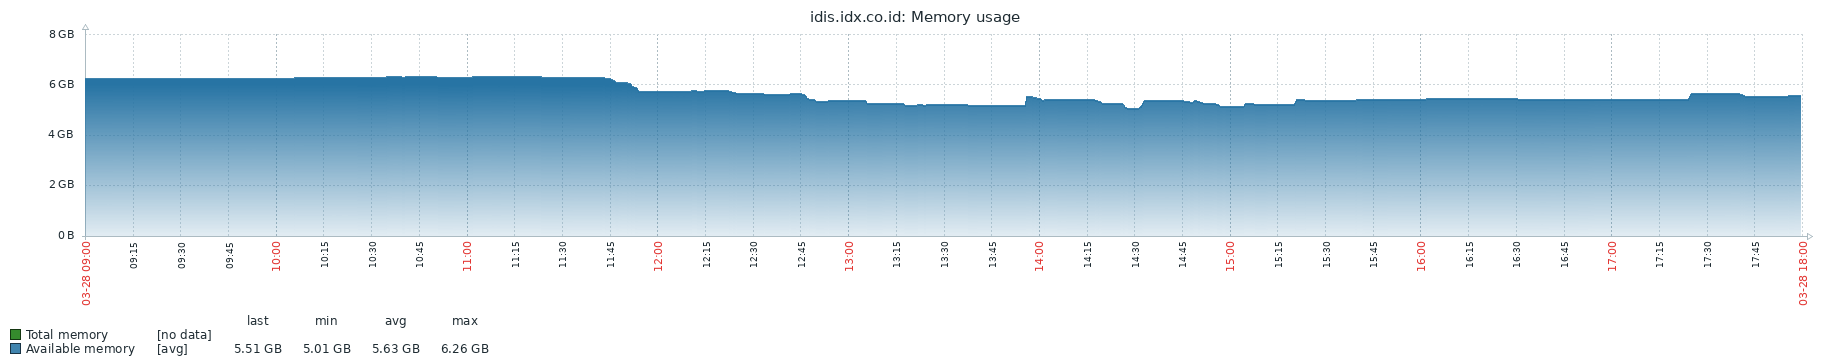 idis.idx.co.id: Memory usage
8 GB
6 GB
4 GB
2 GB
0 B
03-28 09:00 09:15 09:30 09:45 10:00 10:15 10:30 10:45 11:00 11:15 11:30 11:45 12:00 12:15 12:30 12:45 13:00 13:15 13:30 13:45 14:00 14:15 14:30 14:45 15:00 15:15 15:30 15:45 16:00 16:15 16:30 16:45 17:00 17:15 17:30 17:45 03-28 18:00
last min avg max
Total memory [no data]
Available memory [avg] 5.51 GB 5.01 GB 5.63 GB 6.26 GB